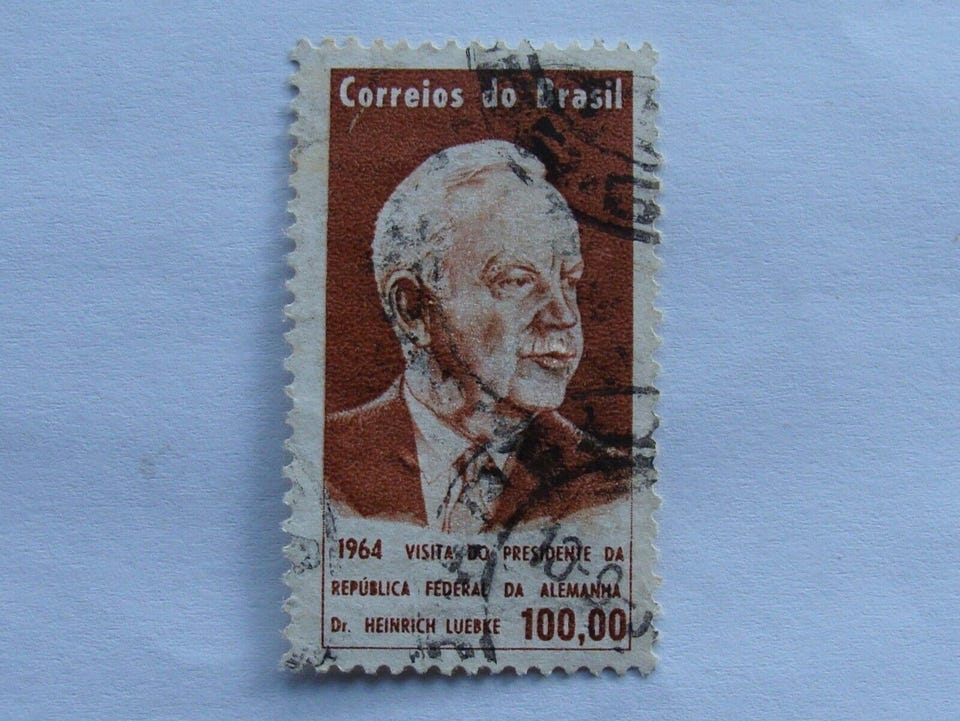 Correios do Brasil
1964 VISITA DO PRESIDENTE DA
REPÚBLICA FEDERAL DA ALEMANHA
Dr. HEINRICH LUEBKE 100,00